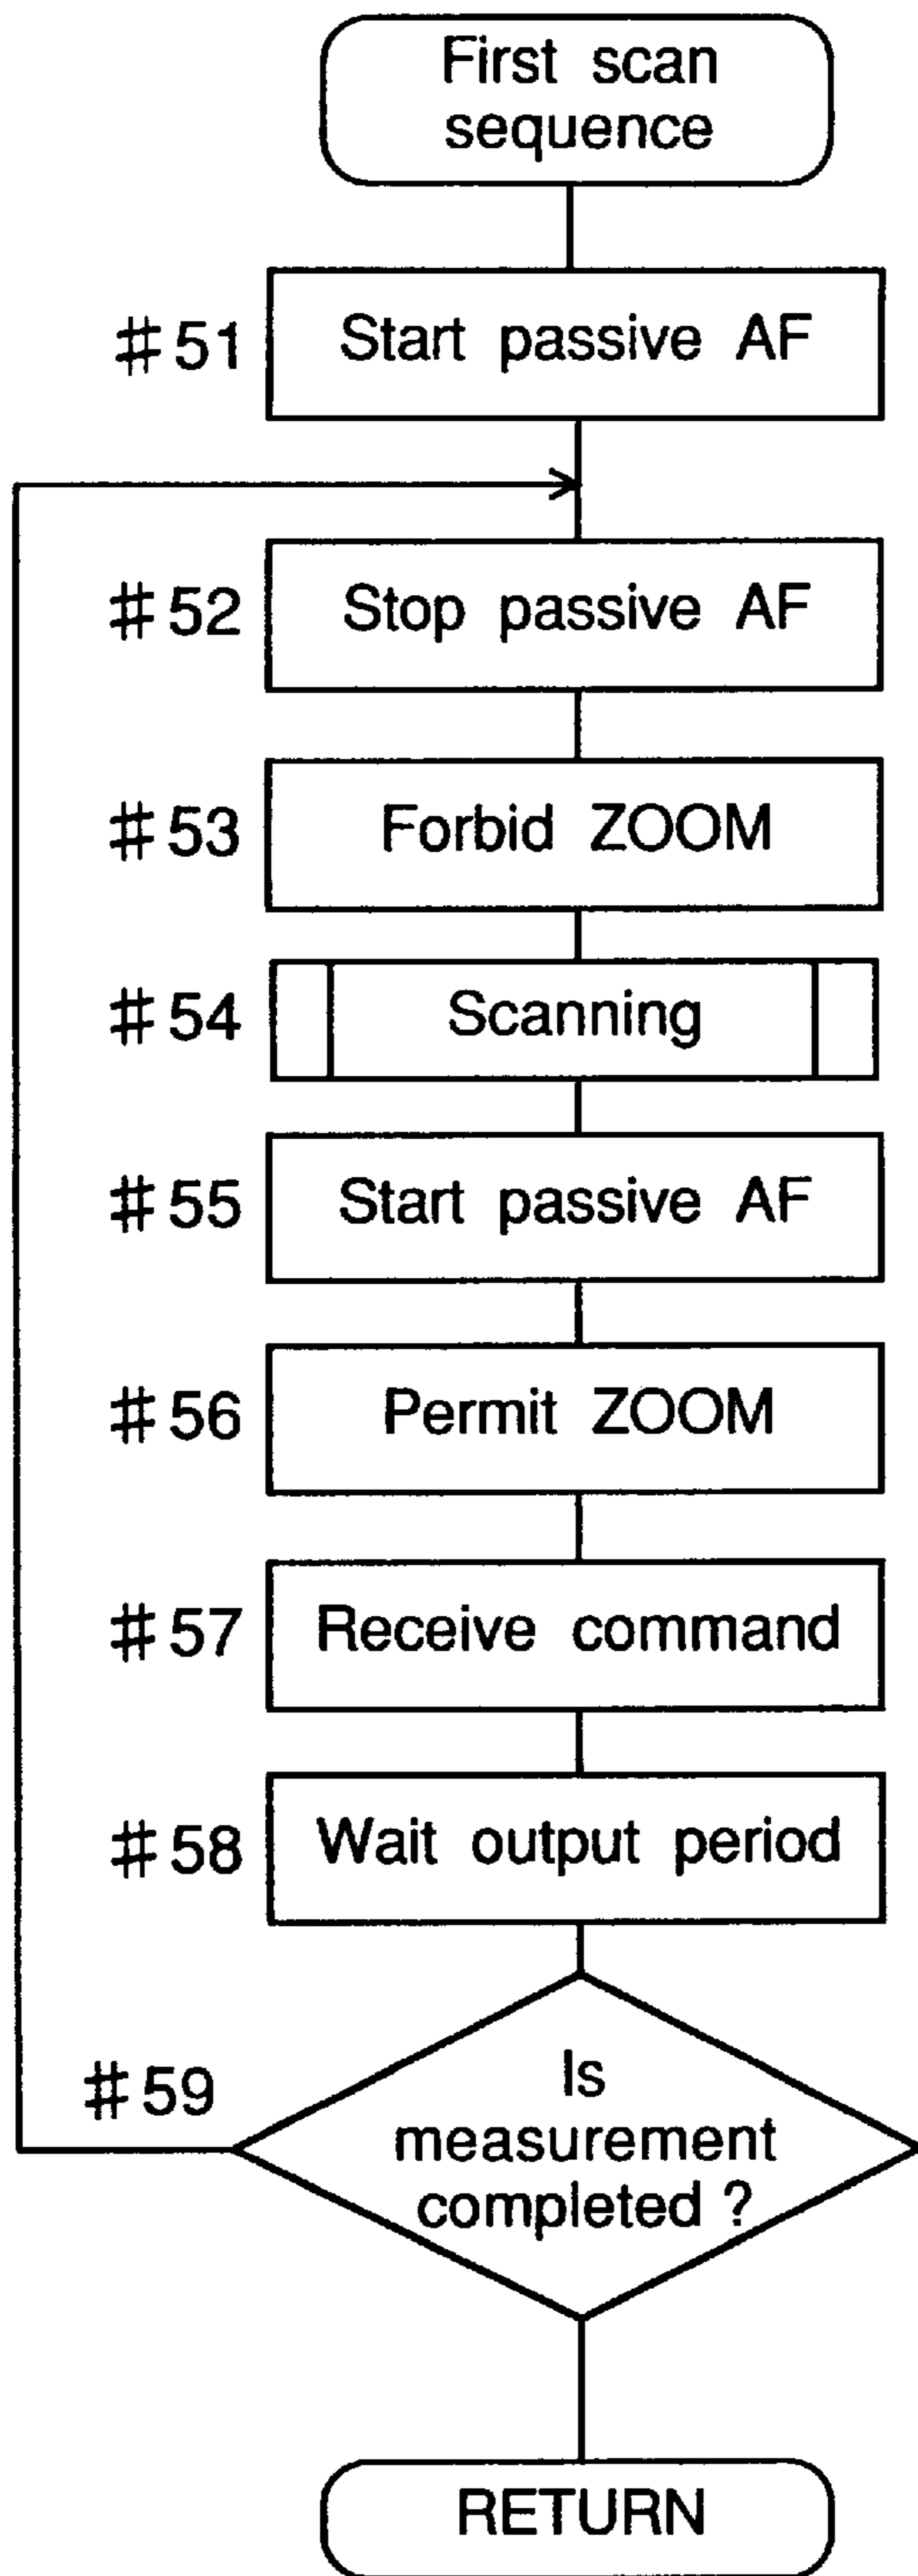 First scan
sequence
#51
Start passive AF
#52
Stop passive AF
#53
Forbid ZOOM
#54
Scanning
#55
Start passive AF
#56
Permit ZOOM
#57
Receive command
#58
Wait output period
#59
Is
measurement
completed ?
RETURN